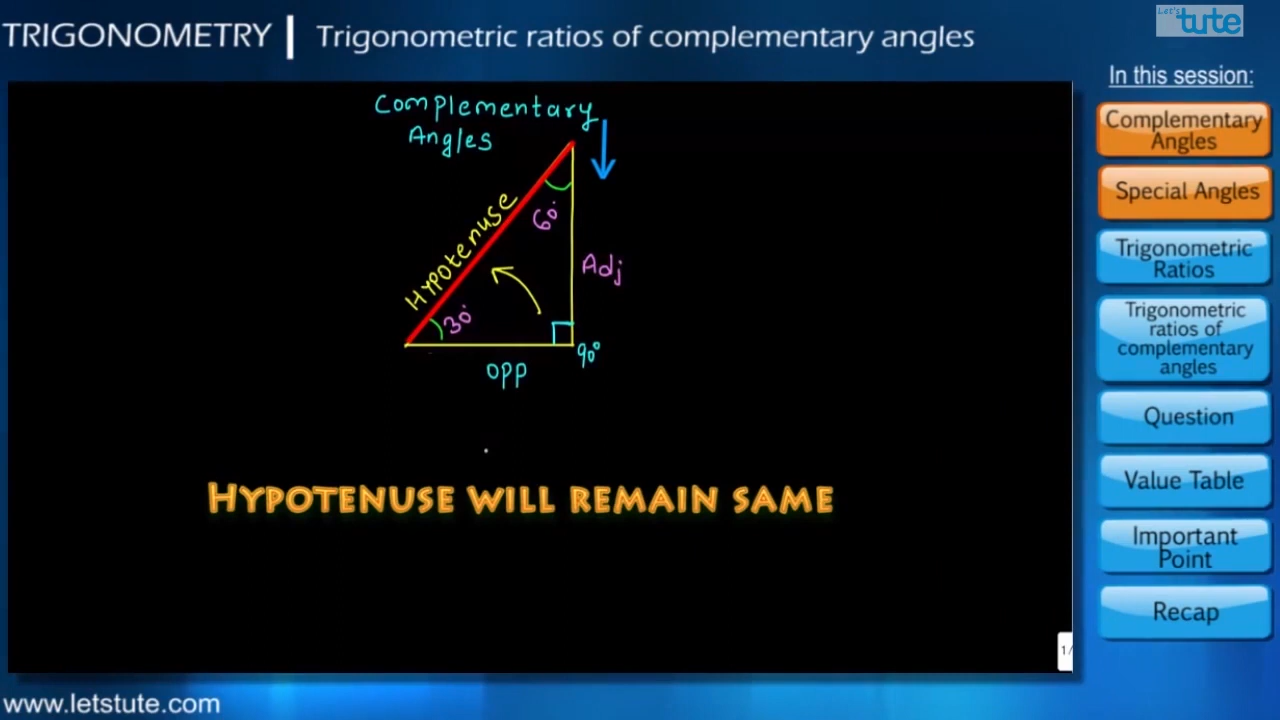 TRIGONOMETRY | Trigonometric ratios of complementary angles
Let's
tute
In this session:
Complementary
Angles
Special Angles
Trigonometric
Ratios
Trigonometric
ratios of
complementary
angles
Question
Value Table
Important
Point
Recap
Complementary
Angles
Hypotenuse
60°
Adj
30°
90°
opp
HYPOTENUSE WILL REMAIN SAME
1/
www.letstute.com